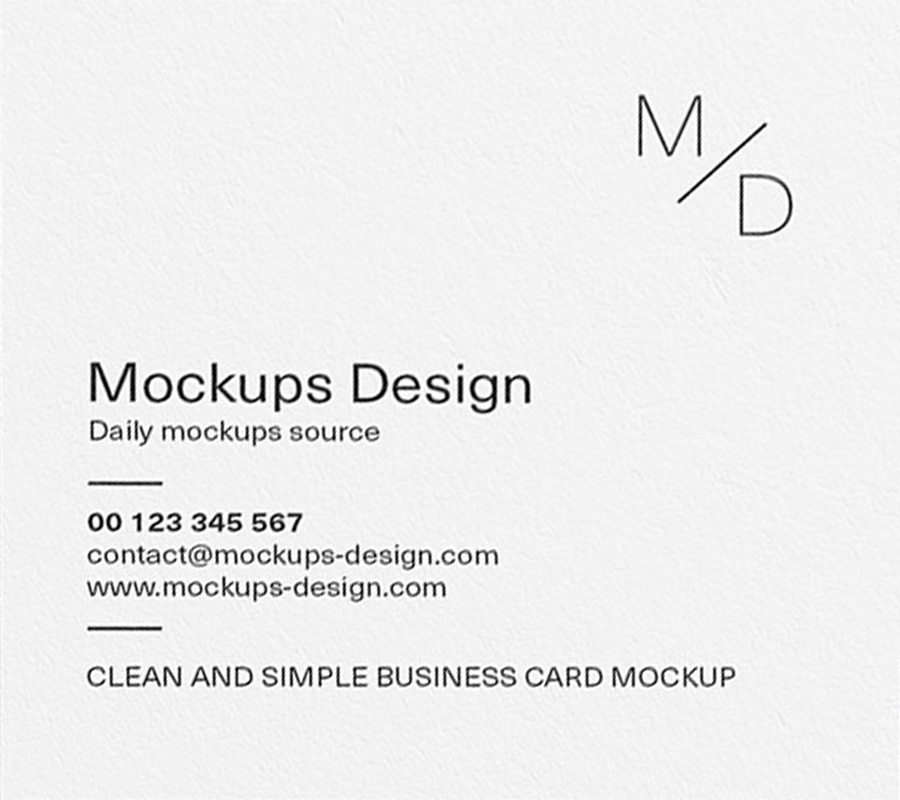 M/D
Mockups Design
Daily mockups source
00 123 345 567
contact@mockups-design.com
www.mockups-design.com
CLEAN AND SIMPLE BUSINESS CARD MOCKUP